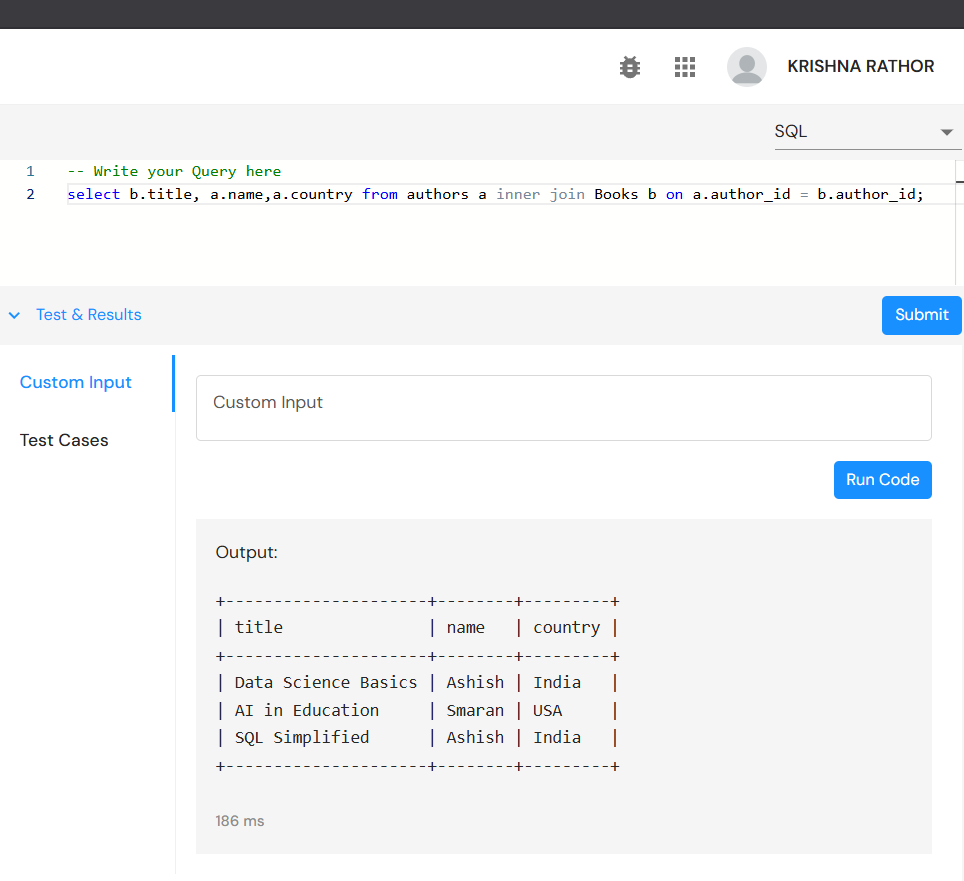 KRISHNA RATHOR
SQL
1 -- Write your Query here
2 select b.title, a.name,a.country from authors a inner join Books b on a.author_id = b.author_id;
Test & Results
Submit
Custom Input
Test Cases
Custom Input
Run Code
Output:
+---------------------+--------+---------+
| title               | name   | country |
+---------------------+--------+---------+
| Data Science Basics | Ashish | India   |
| AI in Education     | Smaran | USA     |
| SQL Simplified      | Ashish | India   |
+---------------------+--------+---------+
186 ms